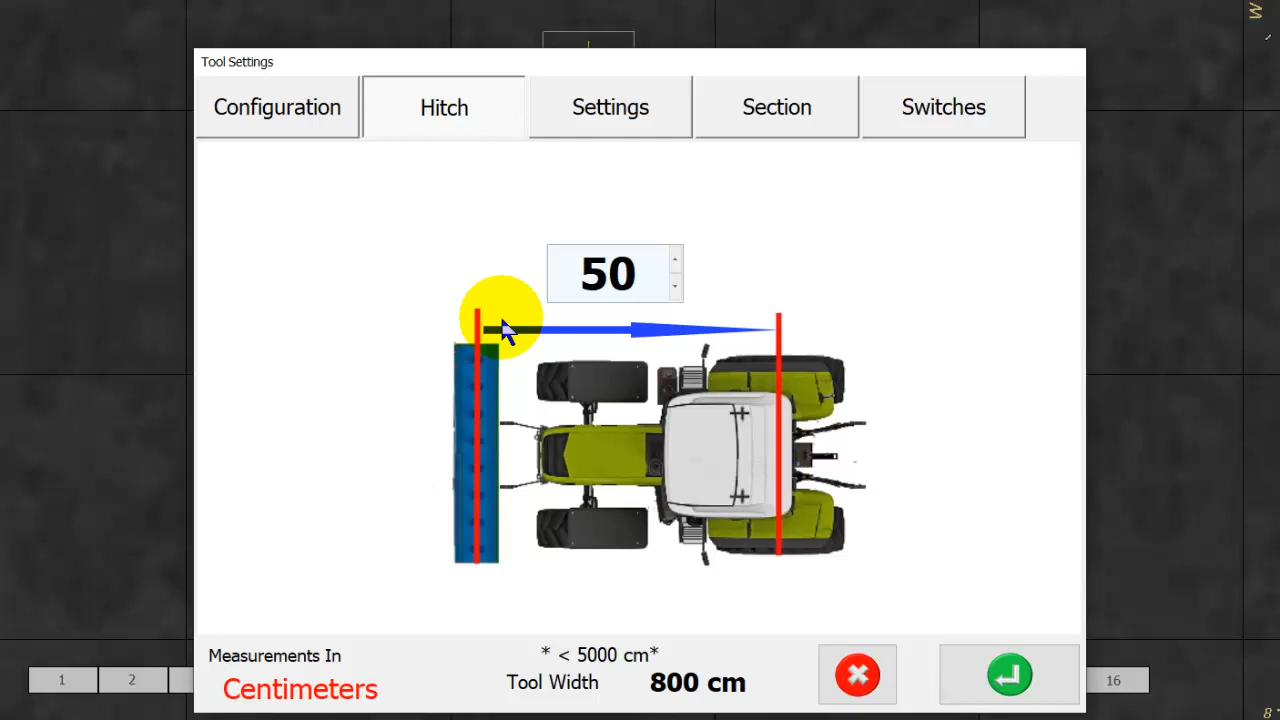 W
Tool Settings
Configuration
Hitch
Settings
Section
Switches
50
Measurements In
Centimeters
* < 5000 cm*
Tool Width 800 cm
1
2
16
8